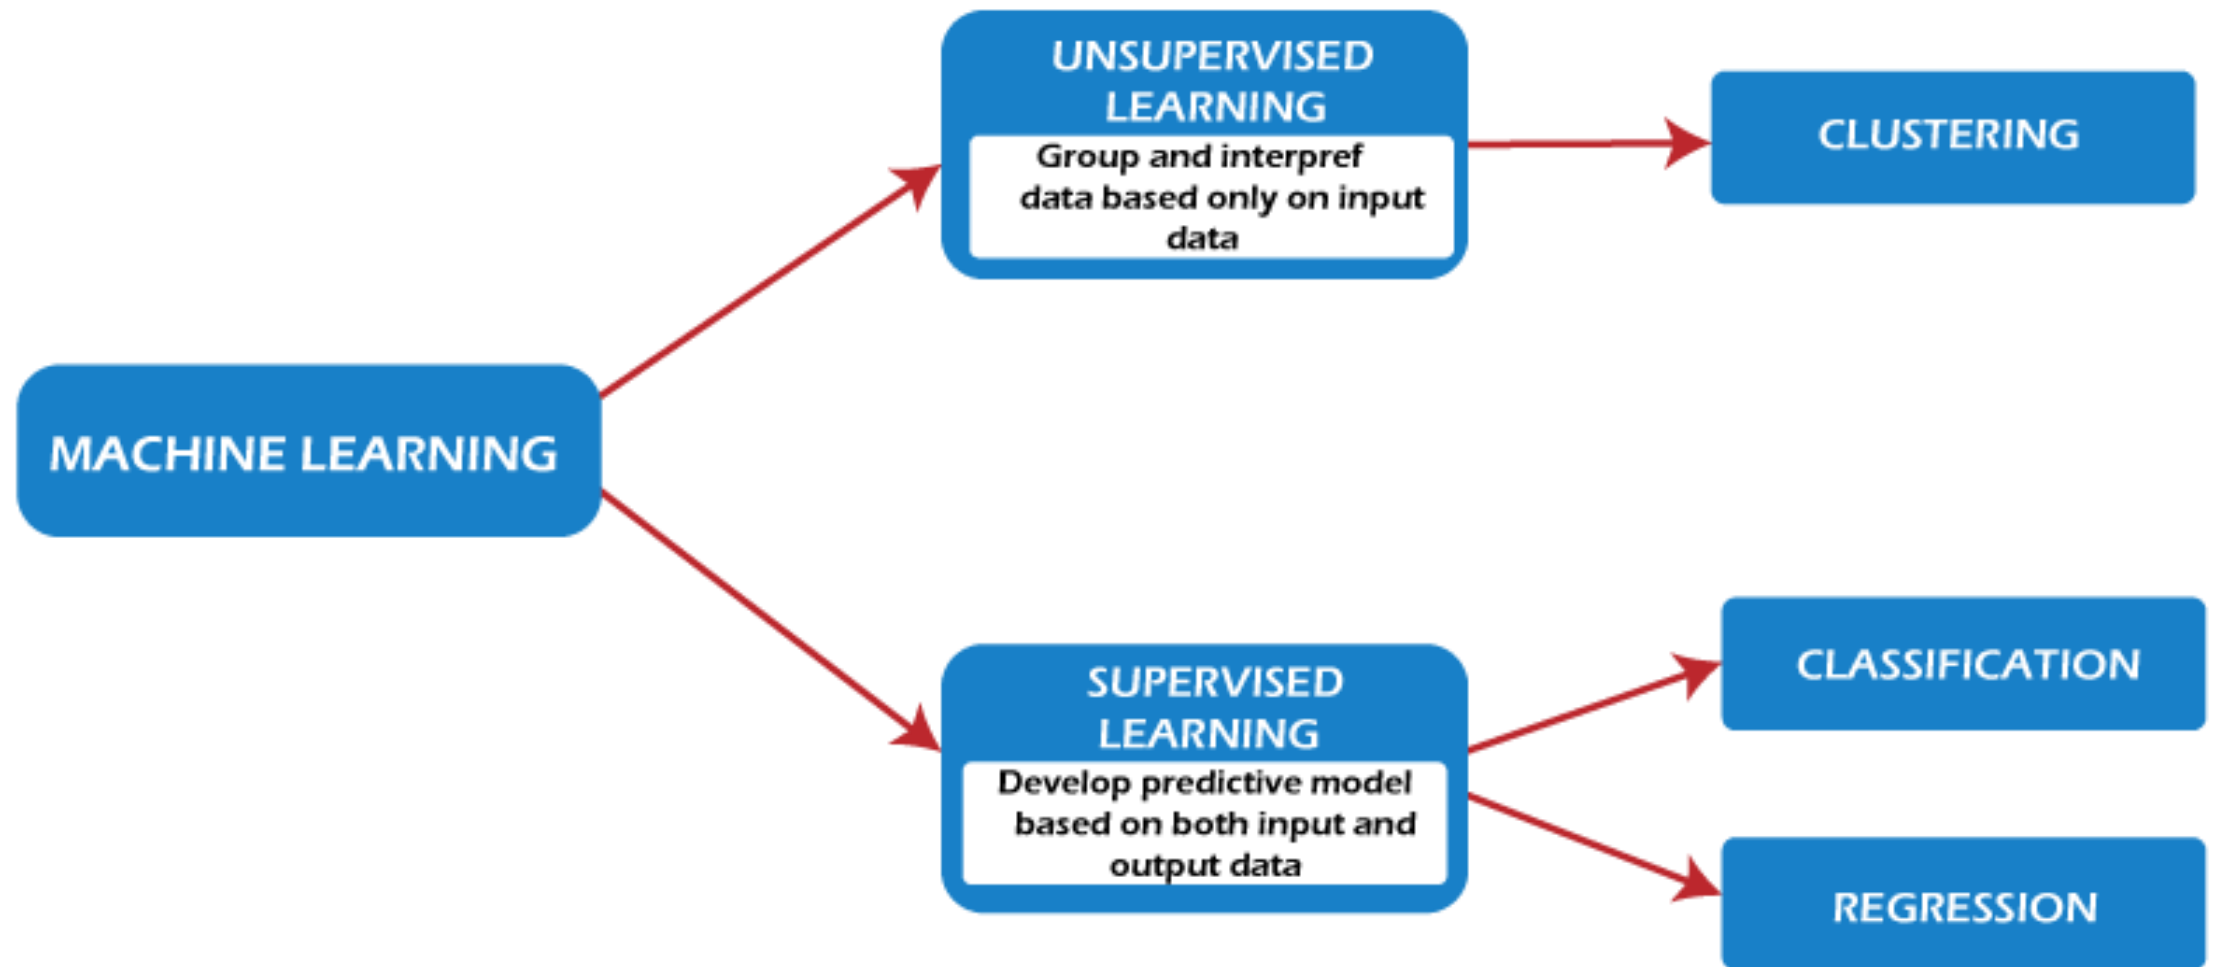 UNSUPERVISED
LEARNING
Group and interpref
data based only on input
data
CLUSTERING
MACHINE LEARNING
SUPERVISED
LEARNING
Develop predictive model
based on both input and
output data
CLASSIFICATION
REGRESSION